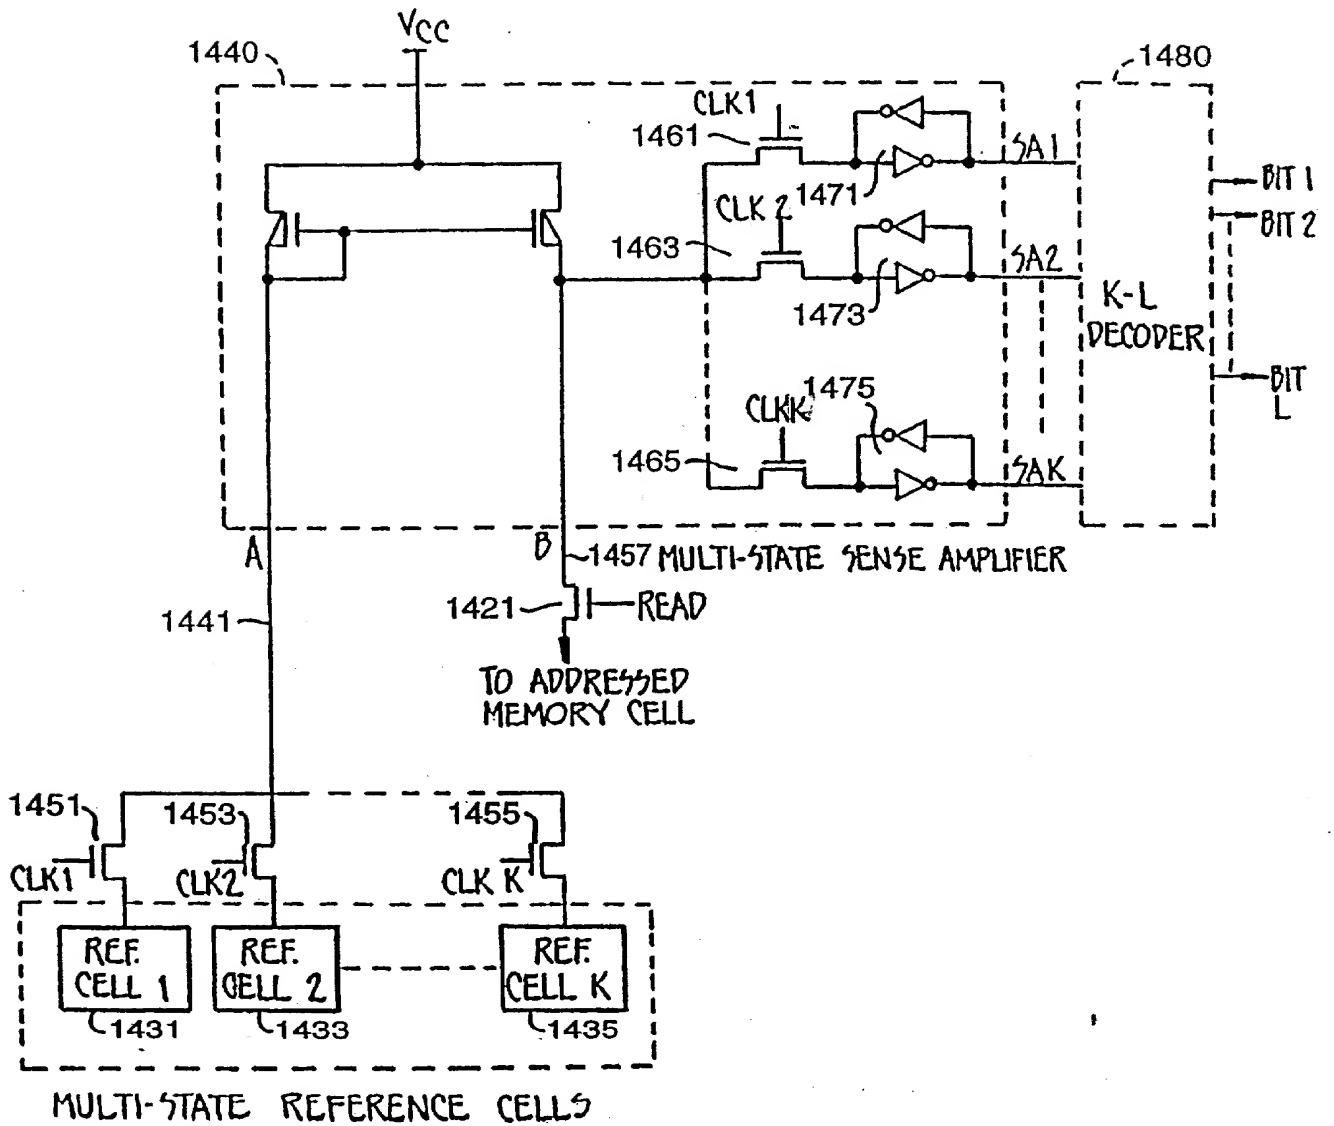 VCC
1440
1480
CLK1
1461
1471
SA1
BIT 1
CLK 2
BIT 2
1463
SA2
1473
K-L
DECODER
1475
CLKK
BIT
L
1465
SAK
A
B
1457
MULTI-STATE SENSE AMPLIFIER
1421
READ
1441
TO ADDRESSED
MEMORY CELL
1451
1453
1455
CLK1
CLK2
CLK K
REF.
CELL 1
REF.
CELL 2
REF.
CELL K
1431
1433
1435
MULTI-STATE REFERENCE CELLS